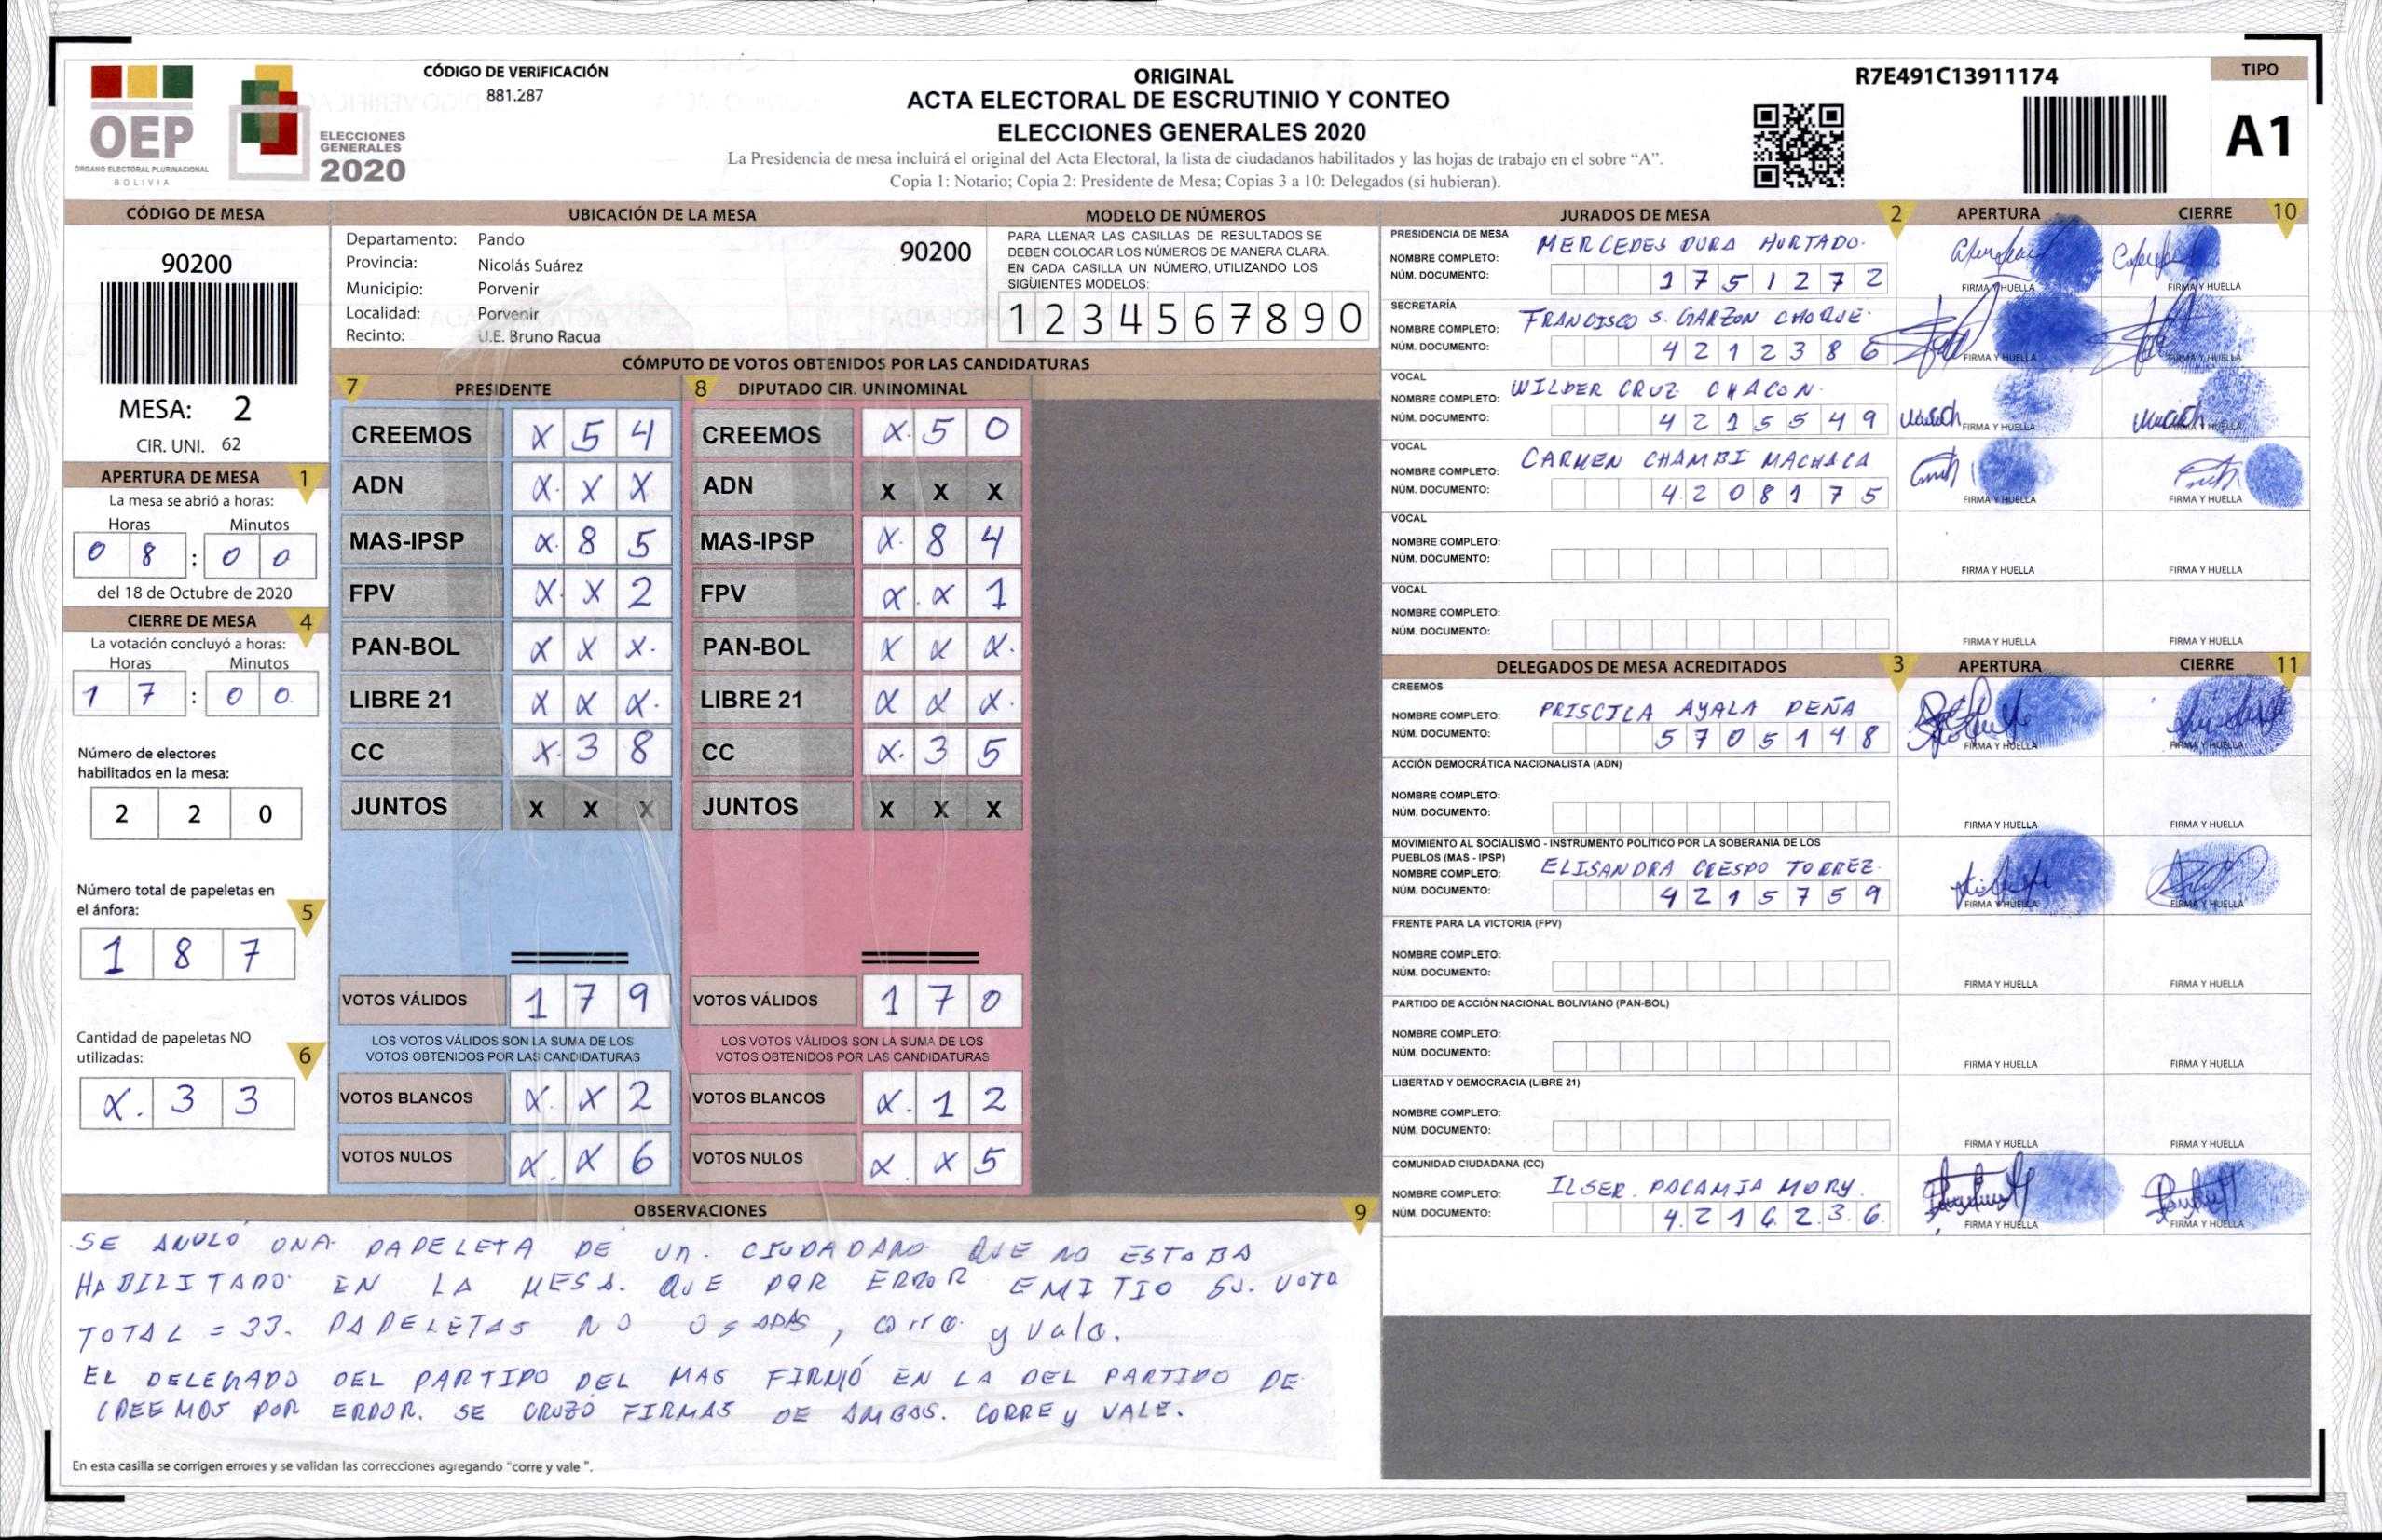 OEP
ÓRGANO ELECTORAL PLURINACIONAL
BOLIVIA
ELECCIONES
GENERALES
2020
CÓDIGO DE VERIFICACIÓN
881.287
ORIGINAL
ACTA ELECTORAL DE ESCRUTINIO Y CONTEO
ELECCIONES GENERALES 2020
La Presidencia de mesa incluirá el original del Acta Electoral, la lista de ciudadanos habilitados y las hojas de trabajo en el sobre “A”.
Copia 1: Notario; Copia 2: Presidente de Mesa; Copias 3 a 10: Delegados (si hubieran).
R7E491C13911174
TIPO
A1
CÓDIGO DE MESA
90200
MESA: 2
CIR. UNI. 62
APERTURA DE MESA 1
La mesa se abrió a horas:
Horas Minutos
0 8 : 0 0
del 18 de Octubre de 2020
CIERRE DE MESA 4
La votación concluyó a horas:
Horas Minutos
1 7 : 0 0
Número de electores
habilitados en la mesa:
2 2 0
Número total de papeletas en
el ánfora: 5
1 8 7
Cantidad de papeletas NO
utilizadas: 6
X. 3 3
UBICACIÓN DE LA MESA
Departamento: Pando 90200
Provincia: Nicolás Suárez
Municipio: Porvenir
Localidad: Porvenir
Recinto: U.E. Bruno Racua
MODELO DE NÚMEROS
PARA LLENAR LAS CASILLAS DE RESULTADOS SE
DEBEN COLOCAR LOS NÚMEROS DE MANERA CLARA.
EN CADA CASILLA UN NÚMERO, UTILIZANDO LOS
SIGUIENTES MODELOS:
1 2 3 4 5 6 7 8 9 0
CÓMPUTO DE VOTOS OBTENIDOS POR LAS CANDIDATURAS
7 PRESIDENTE 8 DIPUTADO CIR. UNINOMINAL
CREEMOS X 5 4 CREEMOS X. 5 0
ADN X. X X ADN X X X
MAS-IPSP X. 8 5 MAS-IPSP X. 8 4
FPV X. X 2 FPV X. X 1
PAN-BOL X X X. PAN-BOL X X X.
LIBRE 21 X X X. LIBRE 21 X X X.
CC X. 3 8 CC X. 3 5
JUNTOS X X X JUNTOS X X X
VOTOS VÁLIDOS 1 7 9 VOTOS VÁLIDOS 1 7 0
LOS VOTOS VÁLIDOS SON LA SUMA DE LOS LOS VOTOS VÁLIDOS SON LA SUMA DE LOS
VOTOS OBTENIDOS POR LAS CANDIDATURAS VOTOS OBTENIDOS POR LAS CANDIDATURAS
VOTOS BLANCOS X. X 2 VOTOS BLANCOS X. 1 2
VOTOS NULOS X. X 6 VOTOS NULOS X. X 5
OBSERVACIONES 9
SE ANULÓ UNA PAPELETA DE UN. CIUDADANO QUE NO ESTABA
HABILITADO EN LA MESA. QUE POR ERROR EMITIO SU. VOTO
TOTAL = 33. PAPELETAS NO USADAS, corre y vale.
EL DELEGADO DEL PARTIDO DEL MAS FIRMÓ EN LA DEL PARTIDO DE
CREEMOS POR ERROR. SE CRUZÓ FIRMAS DE AMBAS. CORRE y VALE.
En esta casilla se corrigen errores y se validan las correcciones agregando “corre y vale ”.
JURADOS DE MESA 2 APERTURA CIERRE 10
PRESIDENCIA DE MESA
NOMBRE COMPLETO: MERCEDES DURA HURTADO.
NÚM. DOCUMENTO: 1 7 5 1 2 7 2
FIRMA Y HUELLA FIRMA Y HUELLA
SECRETARÍA
NOMBRE COMPLETO: FRANCISCO S. GARZON CHOQUE.
NÚM. DOCUMENTO: 4 2 1 2 3 8 6
FIRMA Y HUELLA FIRMA Y HUELLA
VOCAL
NOMBRE COMPLETO: WILDER CRUZ CHACON.
NÚM. DOCUMENTO: 4 2 1 5 5 4 9
FIRMA Y HUELLA FIRMA Y HUELLA
VOCAL
NOMBRE COMPLETO: CARMEN CHAMBI MACHACA
NÚM. DOCUMENTO: 4 2 0 8 1 7 5
FIRMA Y HUELLA FIRMA Y HUELLA
VOCAL
NOMBRE COMPLETO:
NÚM. DOCUMENTO:
FIRMA Y HUELLA FIRMA Y HUELLA
VOCAL
NOMBRE COMPLETO:
NÚM. DOCUMENTO:
FIRMA Y HUELLA FIRMA Y HUELLA
DELEGADOS DE MESA ACREDITADOS 3 APERTURA CIERRE 11
CREEMOS
NOMBRE COMPLETO: PRISCILA AYALA PEÑA
NÚM. DOCUMENTO: 5 7 0 5 1 4 8
FIRMA Y HUELLA FIRMA Y HUELLA
ACCIÓN DEMOCRÁTICA NACIONALISTA (ADN)
NOMBRE COMPLETO:
NÚM. DOCUMENTO:
FIRMA Y HUELLA FIRMA Y HUELLA
MOVIMIENTO AL SOCIALISMO - INSTRUMENTO POLÍTICO POR LA SOBERANIA DE LOS
PUEBLOS (MAS - IPSP)
NOMBRE COMPLETO: ELISANDRA CRESPO TORREZ.
NÚM. DOCUMENTO: 4 2 1 5 7 5 9
FIRMA Y HUELLA FIRMA Y HUELLA
FRENTE PARA LA VICTORIA (FPV)
NOMBRE COMPLETO:
NÚM. DOCUMENTO:
FIRMA Y HUELLA FIRMA Y HUELLA
PARTIDO DE ACCIÓN NACIONAL BOLIVIANO (PAN-BOL)
NOMBRE COMPLETO:
NÚM. DOCUMENTO:
FIRMA Y HUELLA FIRMA Y HUELLA
LIBERTAD Y DEMOCRACIA (LIBRE 21)
NOMBRE COMPLETO:
NÚM. DOCUMENTO:
FIRMA Y HUELLA FIRMA Y HUELLA
COMUNIDAD CIUDADANA (CC)
NOMBRE COMPLETO: ILSER. PACAMIA MORY.
NÚM. DOCUMENTO: 4. 2 1 6. 2. 3. 6.
FIRMA Y HUELLA FIRMA Y HUELLA